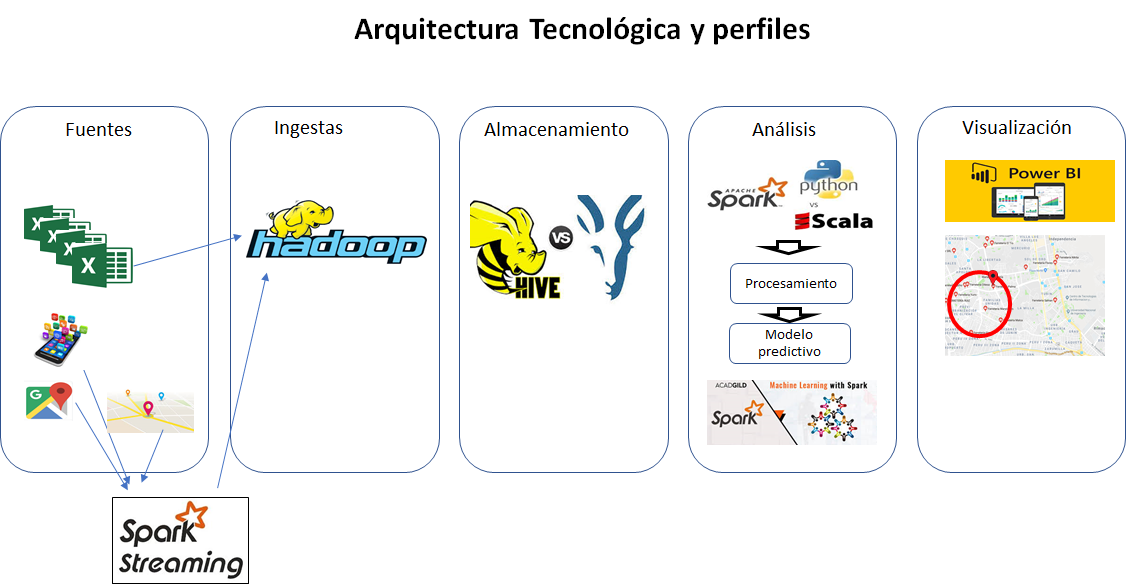 Arquitectura Tecnológica y perfiles
Fuentes
X
X
X
X
G
Spark
Streaming
Ingestas
hadoop
Almacenamiento
HIVE
VS
Análisis
APACHE
Spark
python
vs
Scala
Procesamiento
Modelo
predictivo
ACADGILD
Machine Learning with Spark
Spark
Visualización
Power BI